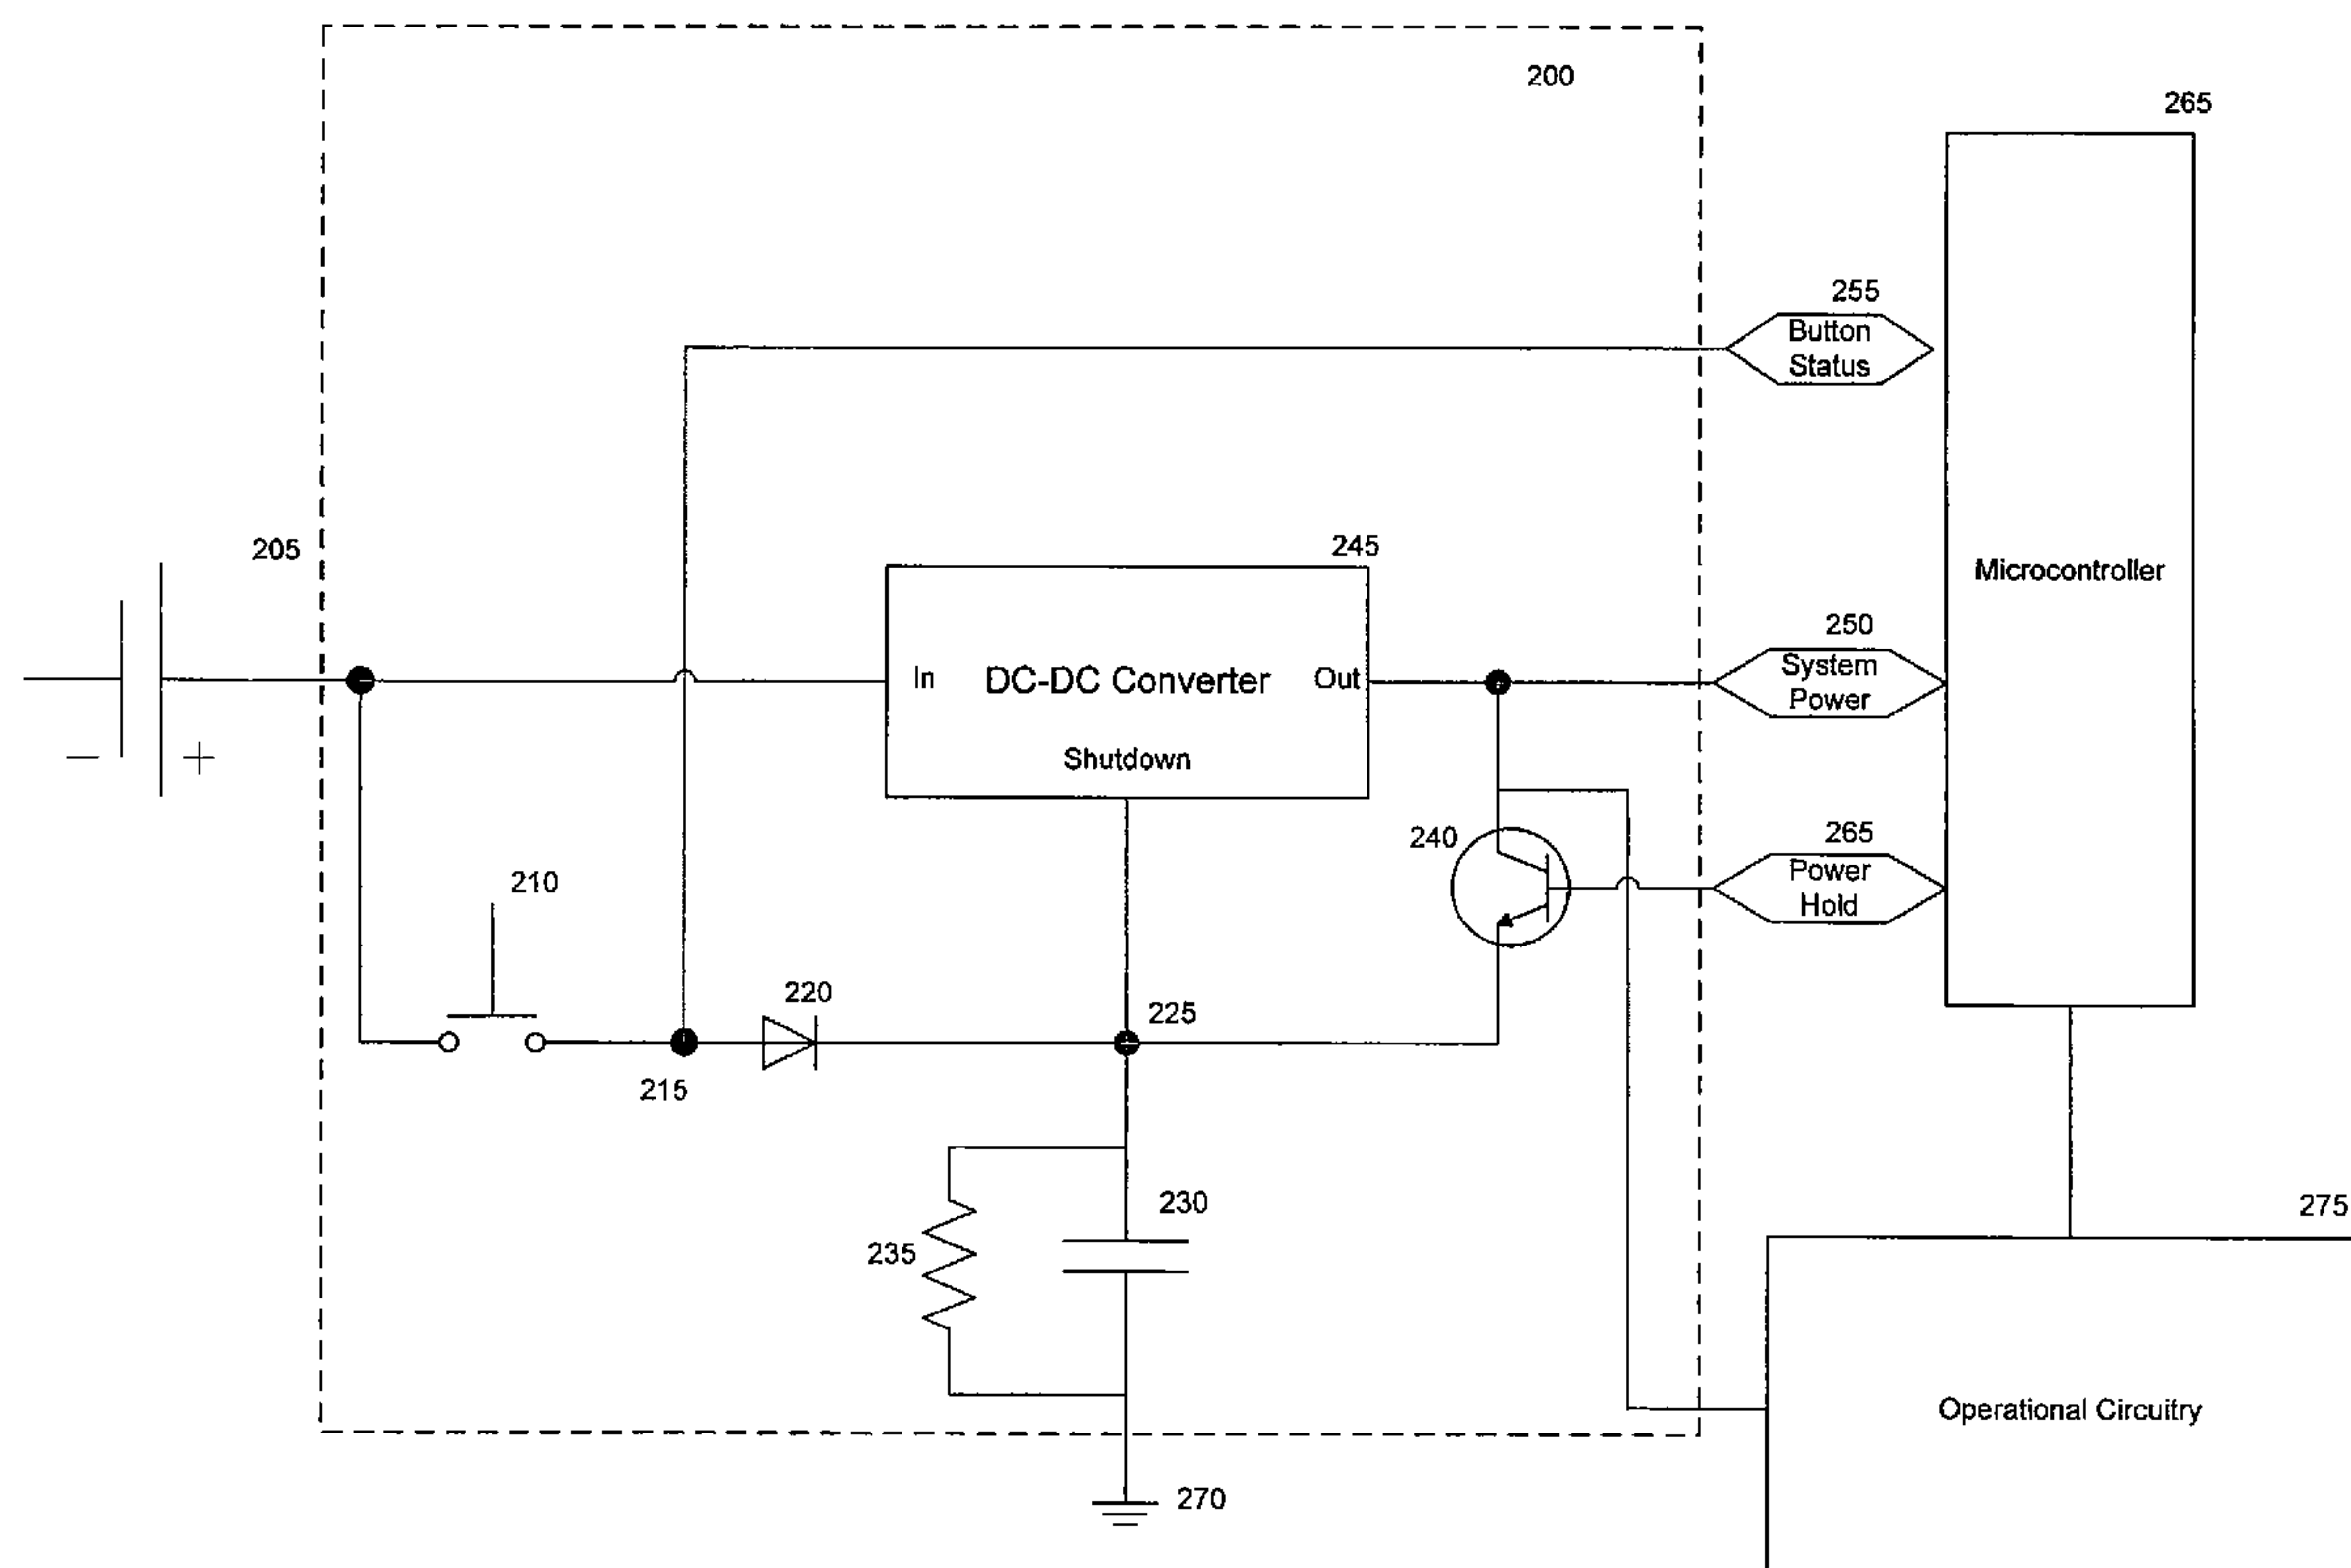 200
265
255
Button
Status
205
245
Microcontroller
250
In
DC-DC Converter
Out
System
Power
Shutdown
− +
240
265
Power
Hold
210
220
225
215
230
235
275
Operational Circuitry
270